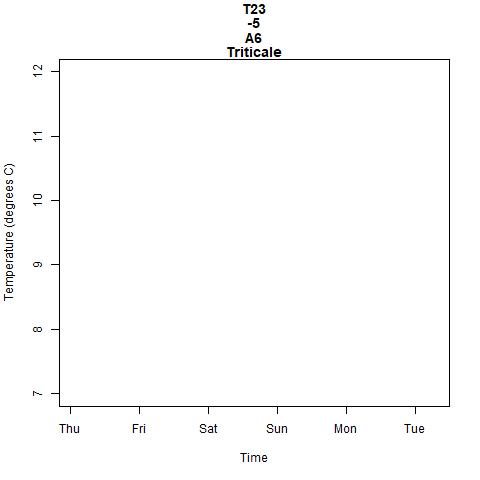 T23
-5
A6
Triticale
12
11
10
9
8
7
Temperature (degrees C)
Thu Fri Sat Sun Mon Tue
Time